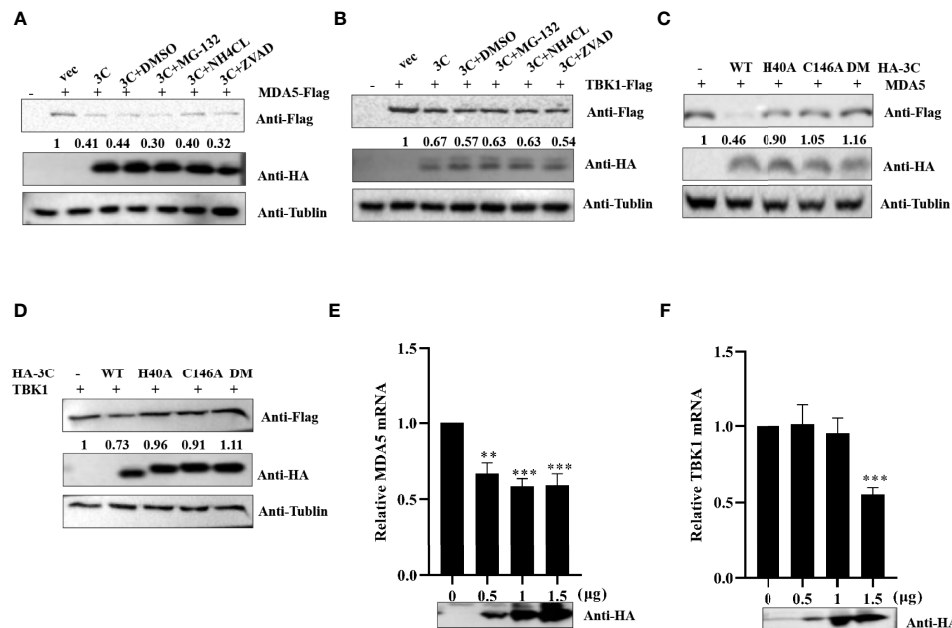 A
vec 3C 3C+DMSO 3C+MG-132 3C+NH4CL 3C+ZVAD
- + + + + + + MDA5-Flag
Anti-Flag
1 0.41 0.44 0.30 0.40 0.32
Anti-HA
Anti-Tublin
B
vec 3C 3C+DMSO 3C+MG-132 3C+NH4CL 3C+ZVAD
- + + + + + + TBK1-Flag
Anti-Flag
1 0.67 0.57 0.63 0.63 0.54
Anti-HA
Anti-Tublin
C
- WT H40A C146A DM HA-3C
+ + + + + MDA5
Anti-Flag
1 0.46 0.90 1.05 1.16
Anti-HA
Anti-Tublin
D
HA-3C - WT H40A C146A DM
TBK1 + + + + +
Anti-Flag
1 0.73 0.96 0.91 1.11
Anti-HA
Anti-Tublin
E
Relative MDA5 mRNA
1.5
1.0
0.5
0.0
** *** ***
0 0.5 1 1.5 (μg)
Anti-HA
F
Relative TBK1 mRNA
1.5
1.0
0.5
0.0
***
0 0.5 1 1.5 (μg)
Anti-HA